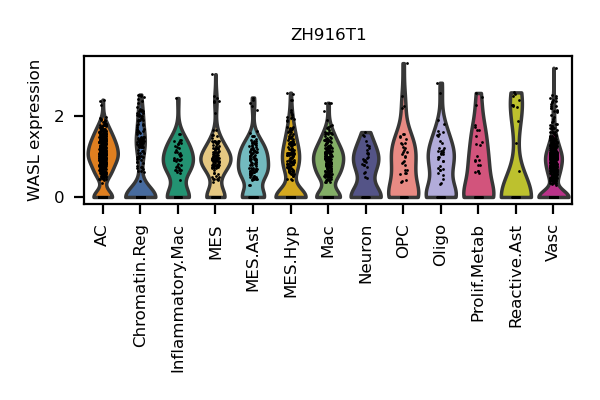 ZH916T1
WASL expression
2
0
AC
Chromatin.Reg
Inflammatory.Mac
MES
MES.Ast
MES.Hyp
Mac
Neuron
OPC
Oligo
Prolif.Metab
Reactive.Ast
Vasc